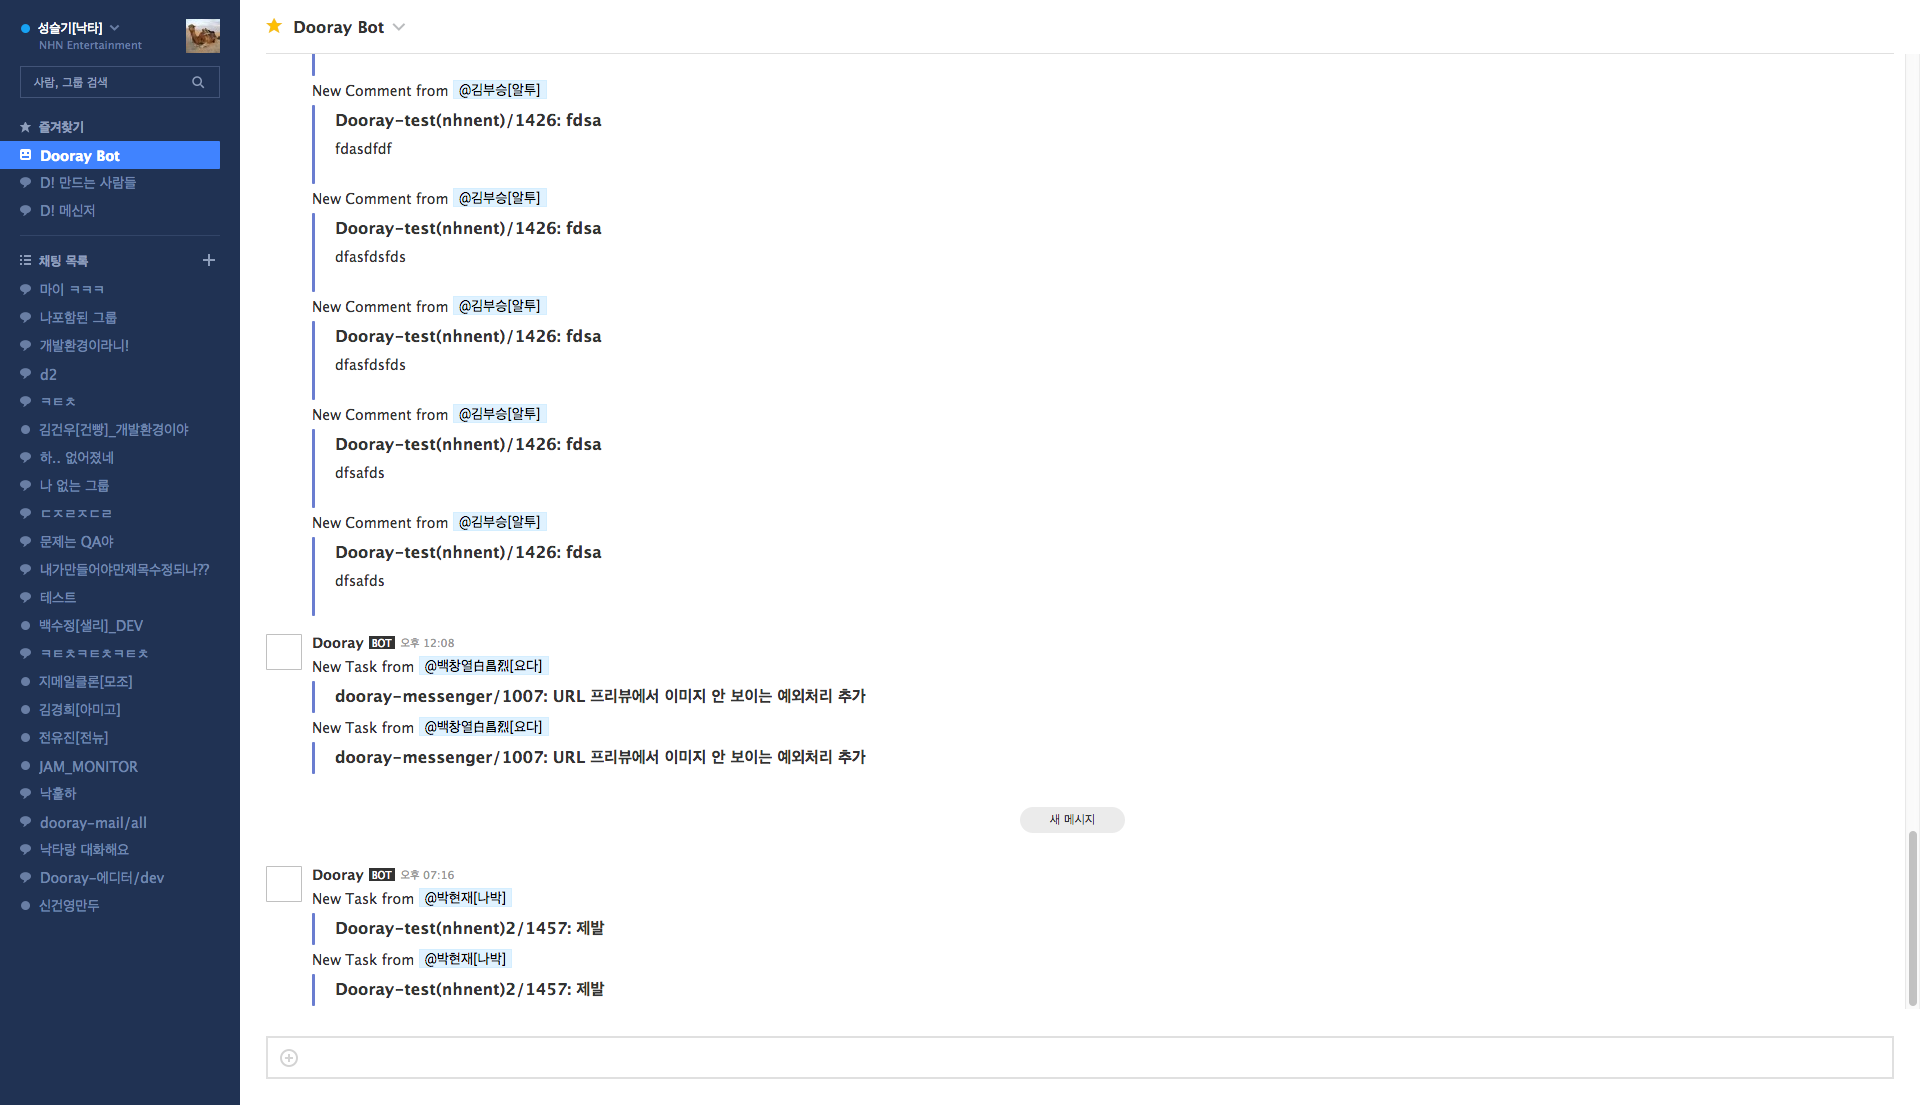 성슬기[낙타]
NHN Entertainment
사람, 그룹 검색
즐겨찾기
Dooray Bot
D! 만드는 사람들
D! 메신저
채팅 목록
마이 ㅋㅋㅋ
나포함된 그룹
개발환경이라니!
d2
ㅋㅌㅊ
김건우[건빵]_개발환경이야
하.. 없어졌네
나 없는 그룹
ㄷㅈㄹㅈㄷㄹ
문제는 QA야
내가만들어야만제목수정되나??
테스트
백수정[샐리]_DEV
ㅋㅌㅊㅋㅌㅊㅋㅌㅊ
지메일클론[모조]
김경희[아미고]
전유진[전뉴]
JAM_MONITOR
낙홀하
dooray-mail/all
낙타랑 대화해요
Dooray-에디터/dev
신건영만두
Dooray Bot
New Comment from @김부승[알투]
Dooray-test(nhnent)/1426: fdsa
fdasdfdf
New Comment from @김부승[알투]
Dooray-test(nhnent)/1426: fdsa
dfasfdsfds
New Comment from @김부승[알투]
Dooray-test(nhnent)/1426: fdsa
dfasfdsfds
New Comment from @김부승[알투]
Dooray-test(nhnent)/1426: fdsa
dfsafds
New Comment from @김부승[알투]
Dooray-test(nhnent)/1426: fdsa
dfsafds
Dooray BOT 오후 12:08
New Task from @백창열白昌烈[요다]
dooray-messenger/1007: URL 프리뷰에서 이미지 안 보이는 예외처리 추가
New Task from @백창열白昌烈[요다]
dooray-messenger/1007: URL 프리뷰에서 이미지 안 보이는 예외처리 추가
새 메시지
Dooray BOT 오후 07:16
New Task from @박현재[나박]
Dooray-test(nhnent)2/1457: 제발
New Task from @박현재[나박]
Dooray-test(nhnent)2/1457: 제발